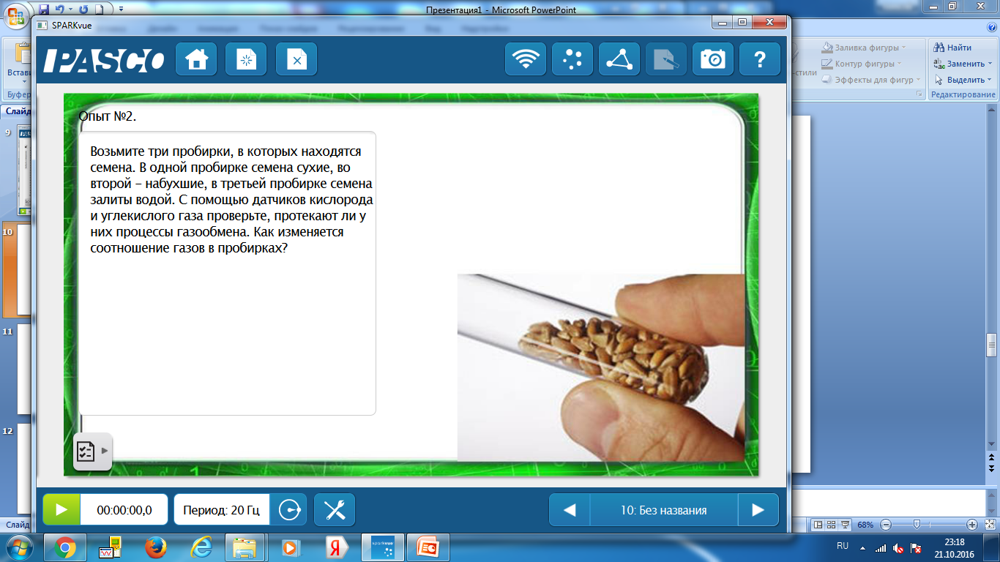 Презентация1 - Microsoft PowerPoint
SPARKvue
PASCO
?
Встави
Буфер
Слайд
9
10
11
12
Заливка фигуры
Контур фигуры
Эффекты для фигур
-стили
Найти
Заменить
Выделить
Редактирование
Опыт №2.
Возьмите три пробирки, в которых находятся
семена. В одной пробирке семена сухие, во
второй – набухшие, в третьей пробирке семена
залиты водой. С помощью датчиков кислорода
и углекислого газа проверьте, протекают ли у
них процессы газообмена. Как изменяется
соотношение газов в пробирках?
00:00:00,0
Период: 20 Гц
10: Без названия
Слайд
68%
RU
23:18
21.10.2016